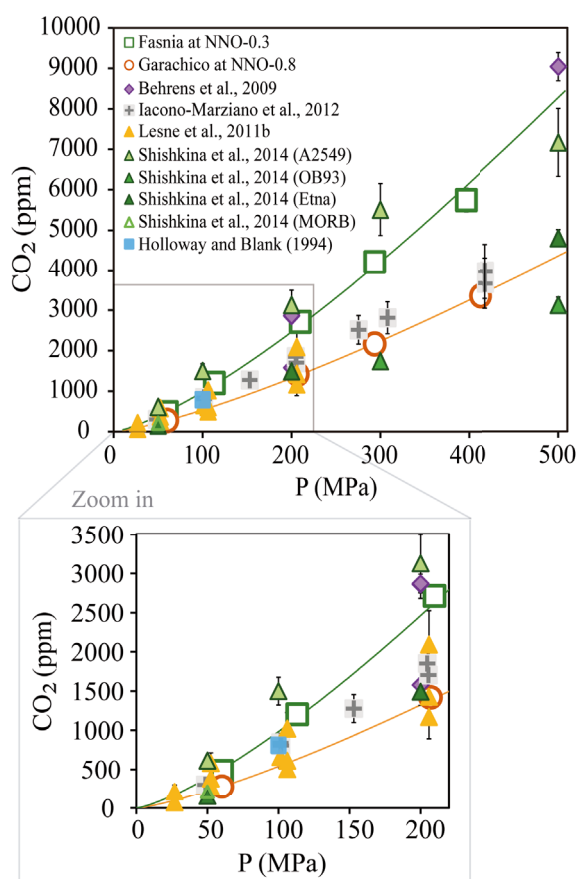 10000
9000
8000
7000
6000
5000
4000
3000
2000
1000
0
CO2 (ppm)
Fasnia at NNO-0.3
Garachico at NNO-0.8
Behrens et al., 2009
Iacono-Marziano et al., 2012
Lesne et al., 2011b
Shishkina et al., 2014 (A2549)
Shishkina et al., 2014 (OB93)
Shishkina et al., 2014 (Etna)
Shishkina et al., 2014 (MORB)
Holloway and Blank (1994)
0 100 200 300 400 500
P (MPa)
Zoom in
3500
3000
2500
2000
1500
1000
500
0
CO2 (ppm)
0 50 100 150 200
P (MPa)